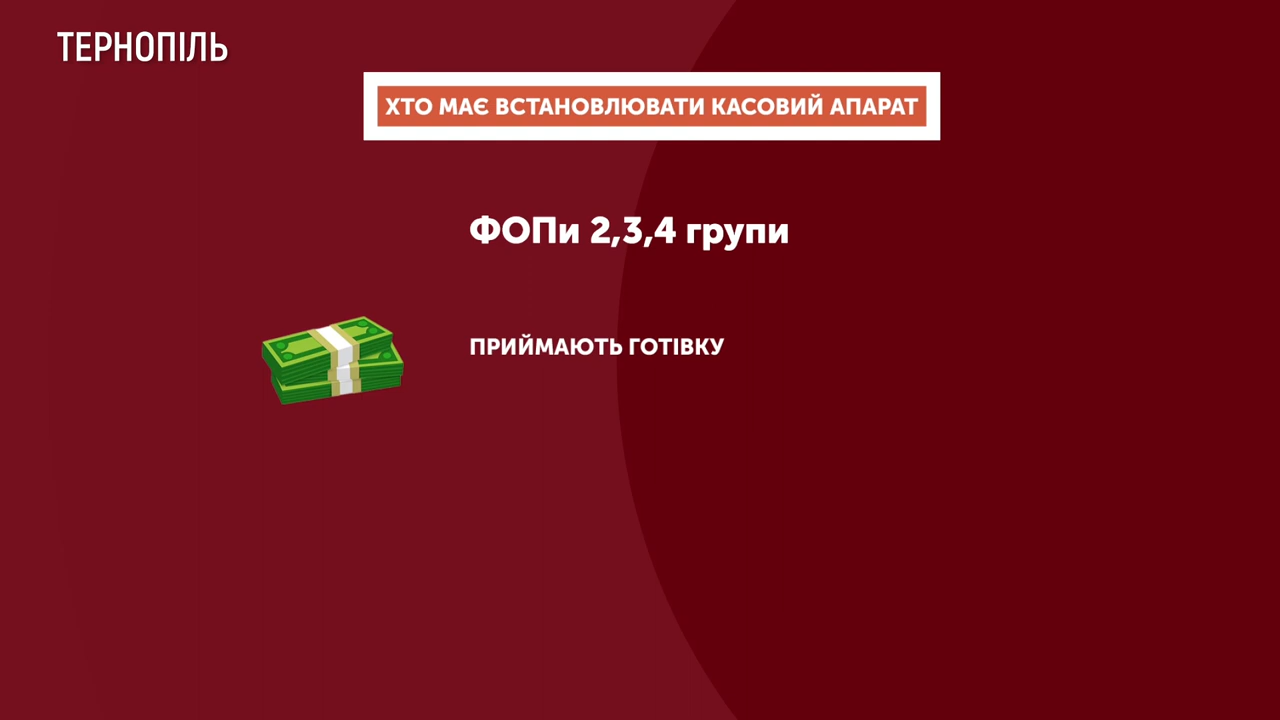 ТЕРНОПІЛЬ
ХТО МАЄ ВСТАНОВЛЮВАТИ КАСОВИЙ АПАРАТ
ФОПи 2,3,4 групи
ПРИЙМАЮТЬ ГОТІВКУ